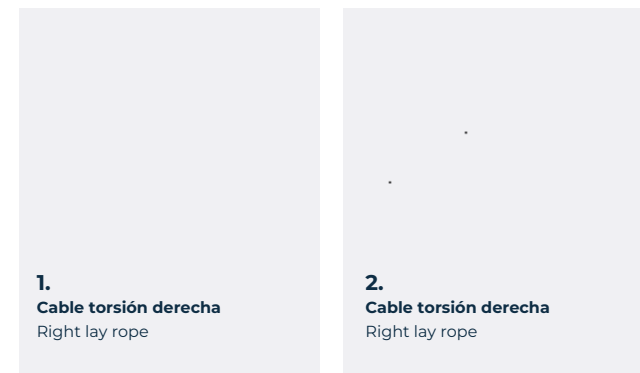 1.
Cable torsión derecha
Right lay rope
2.
Cable torsión derecha
Right lay rope